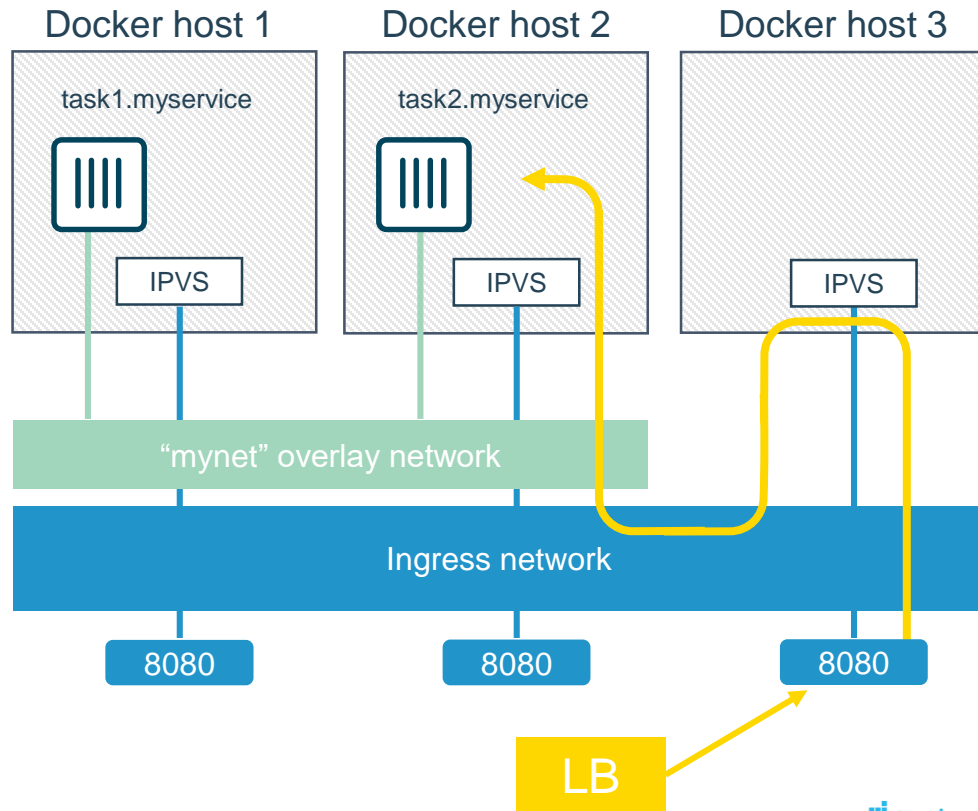 Docker host 1
Docker host 2
Docker host 3
task1.myservice
task2.myservice
IPVS
IPVS
IPVS
“mynet” overlay network
Ingress network
8080
8080
8080
LB